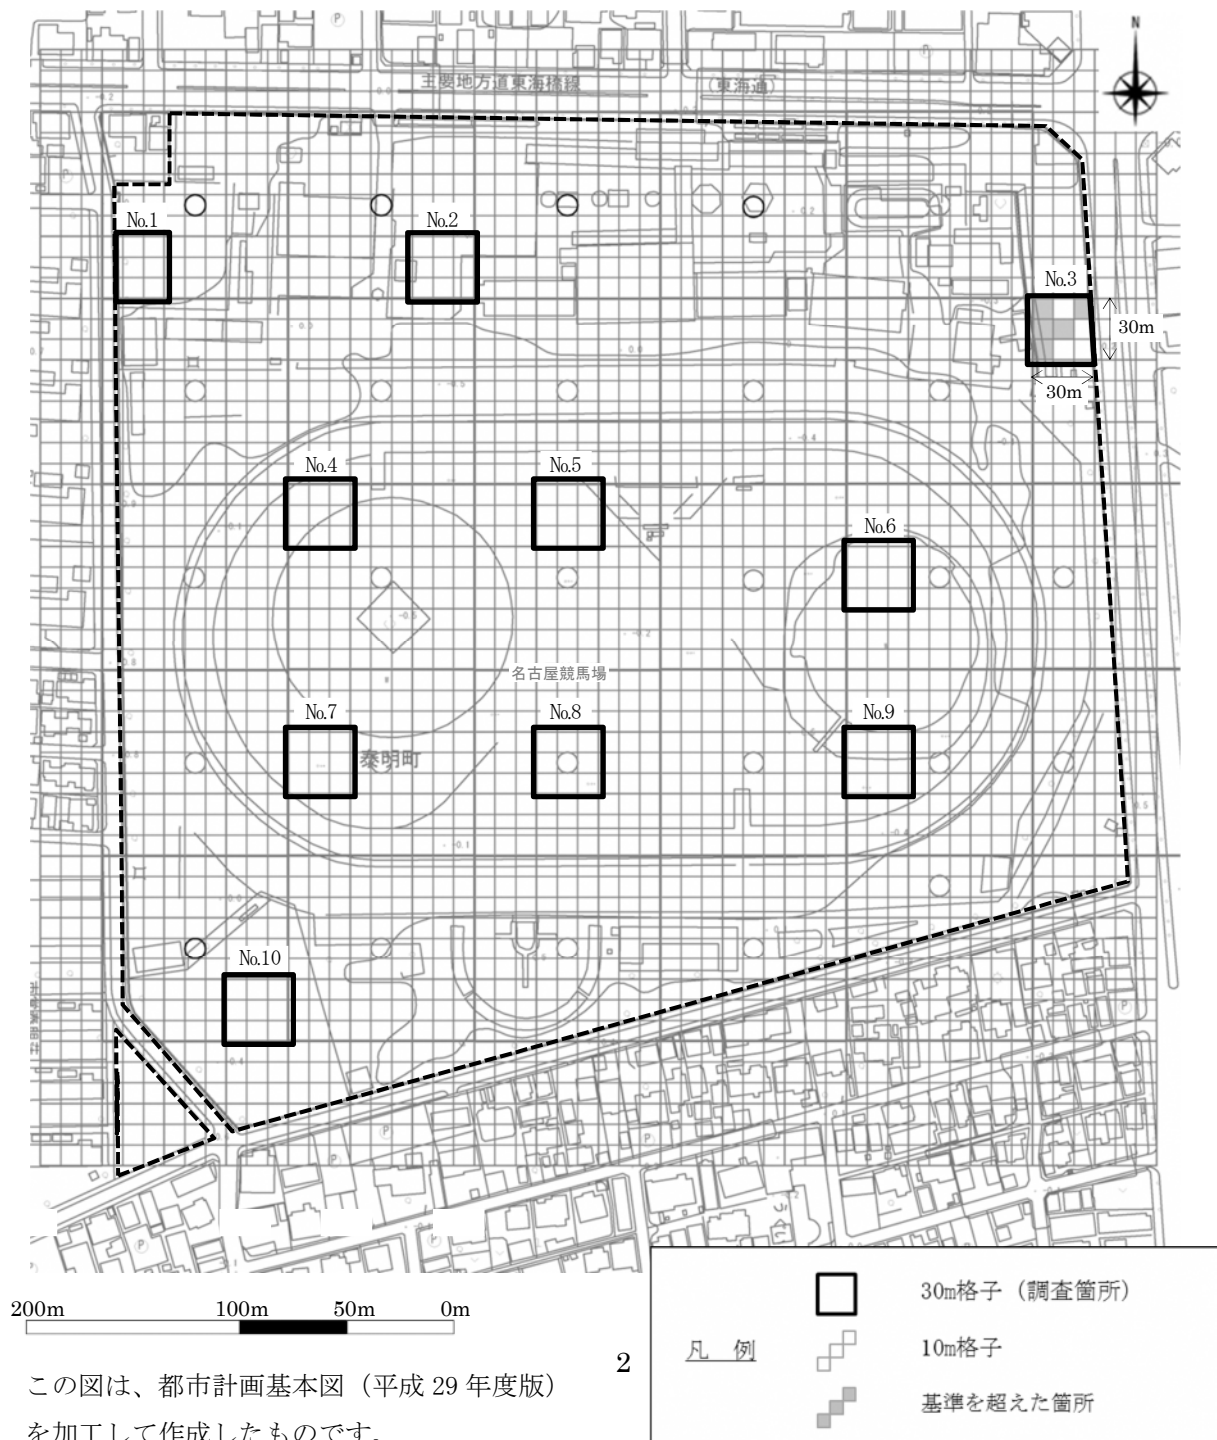 N
主要地方道東海橋線
(東海通)
No.1
No.2
No.3
30m
30m
No.4
No.5
No.6
名古屋競馬場
No.7
No.8
No.9
泰明町
No.10
200m 100m 50m 0m
30m格子（調査箇所）
凡 例
10m格子
基準を超えた箇所
2
この図は、都市計画基本図（平成 29 年度版）
を加工して作成したものです。